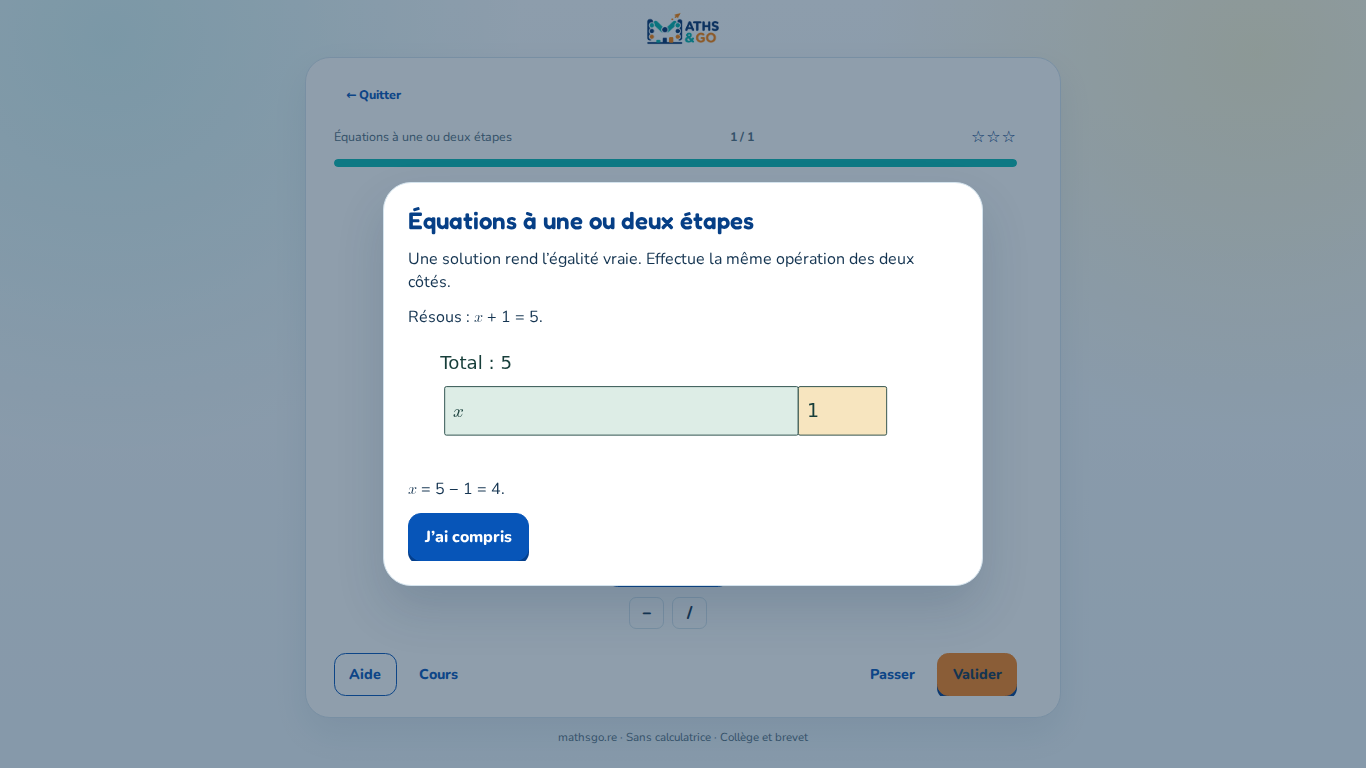 MATHS
&GO
← Quitter
Équations à une ou deux étapes
1 / 1
☆☆☆
Équations à une ou deux étapes
Une solution rend l’égalité vraie. Effectue la même opération des deux
côtés.
Résous : x + 1 = 5.
Total : 5
x
1
x = 5 − 1 = 4.
J’ai compris
−
/
Aide
Cours
Passer
Valider
mathsgo.re · Sans calculatrice · Collège et brevet